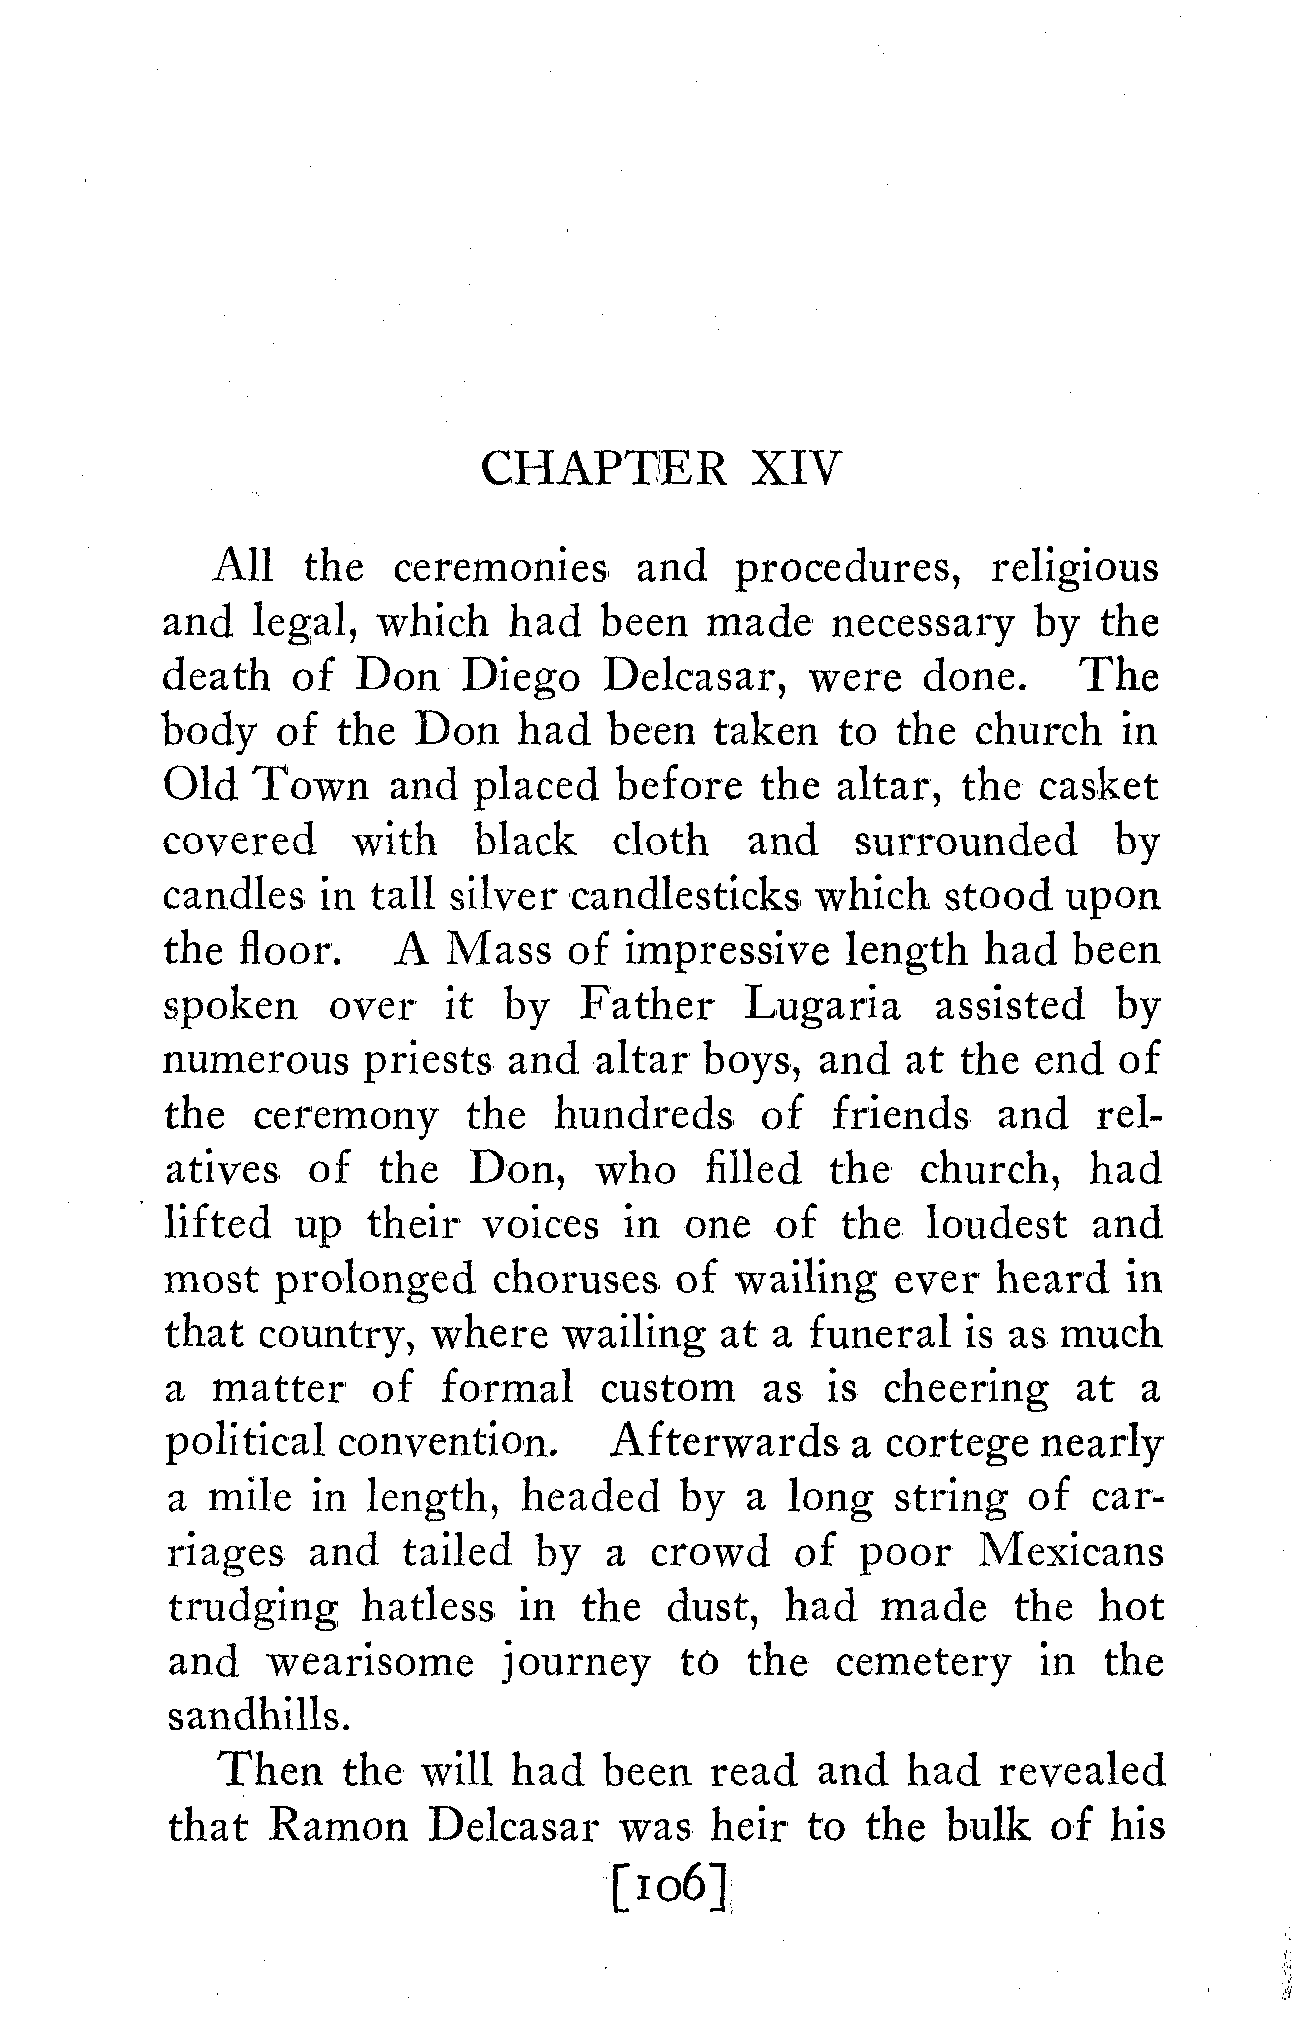 CHAPTER XIV
All the ceremonies and procedures, religious
and legal, which had been made necessary by the
death of Don Diego Delcasar, were done. The
body of the Don had been taken to the church in
Old Town and placed before the altar, the casket
covered with black cloth and surrounded by
candles in tall silver candlesticks which stood upon
the floor. A Mass of impressive length had been
spoken over it by Father Lugaria assisted by
numerous priests and altar boys, and at the end of
the ceremony the hundreds of friends and rel-
atives of the Don, who filled the church, had
lifted up their voices in one of the loudest and
most prolonged choruses of wailing ever heard in
that country, where wailing at a funeral is as much
a matter of formal custom as is cheering at a
political convention. Afterwards a cortege nearly
a mile in length, headed by a long string of car-
riages and tailed by a crowd of poor Mexicans
trudging hatless in the dust, had made the hot
and wearisome journey to the cemetery in the
sandhills.
Then the will had been read and had revealed
that Ramon Delcasar was heir to the bulk of his
[106]